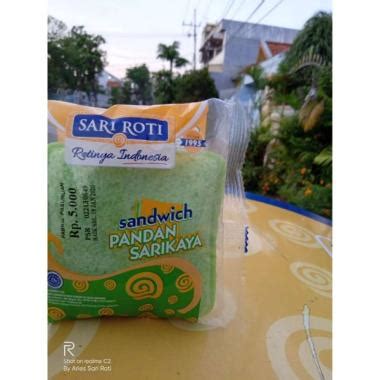 SARI ROTI
1995
Rotinya Indonesia
Rp. 5.000
sandwich
PANDAN
SARIKAYA
R
Shot on realme C2
By Aries Sari Roti